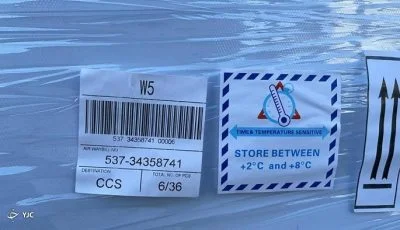 W5
537 34358741 00006
AIR WAYBILL NO.
537-34358741
DESTINATION
TOTAL NO. OF PCS
CCS
6/36
TIME & TEMPERATURE SENSITIVE
STORE BETWEEN
+2°C and +8°C
YJC